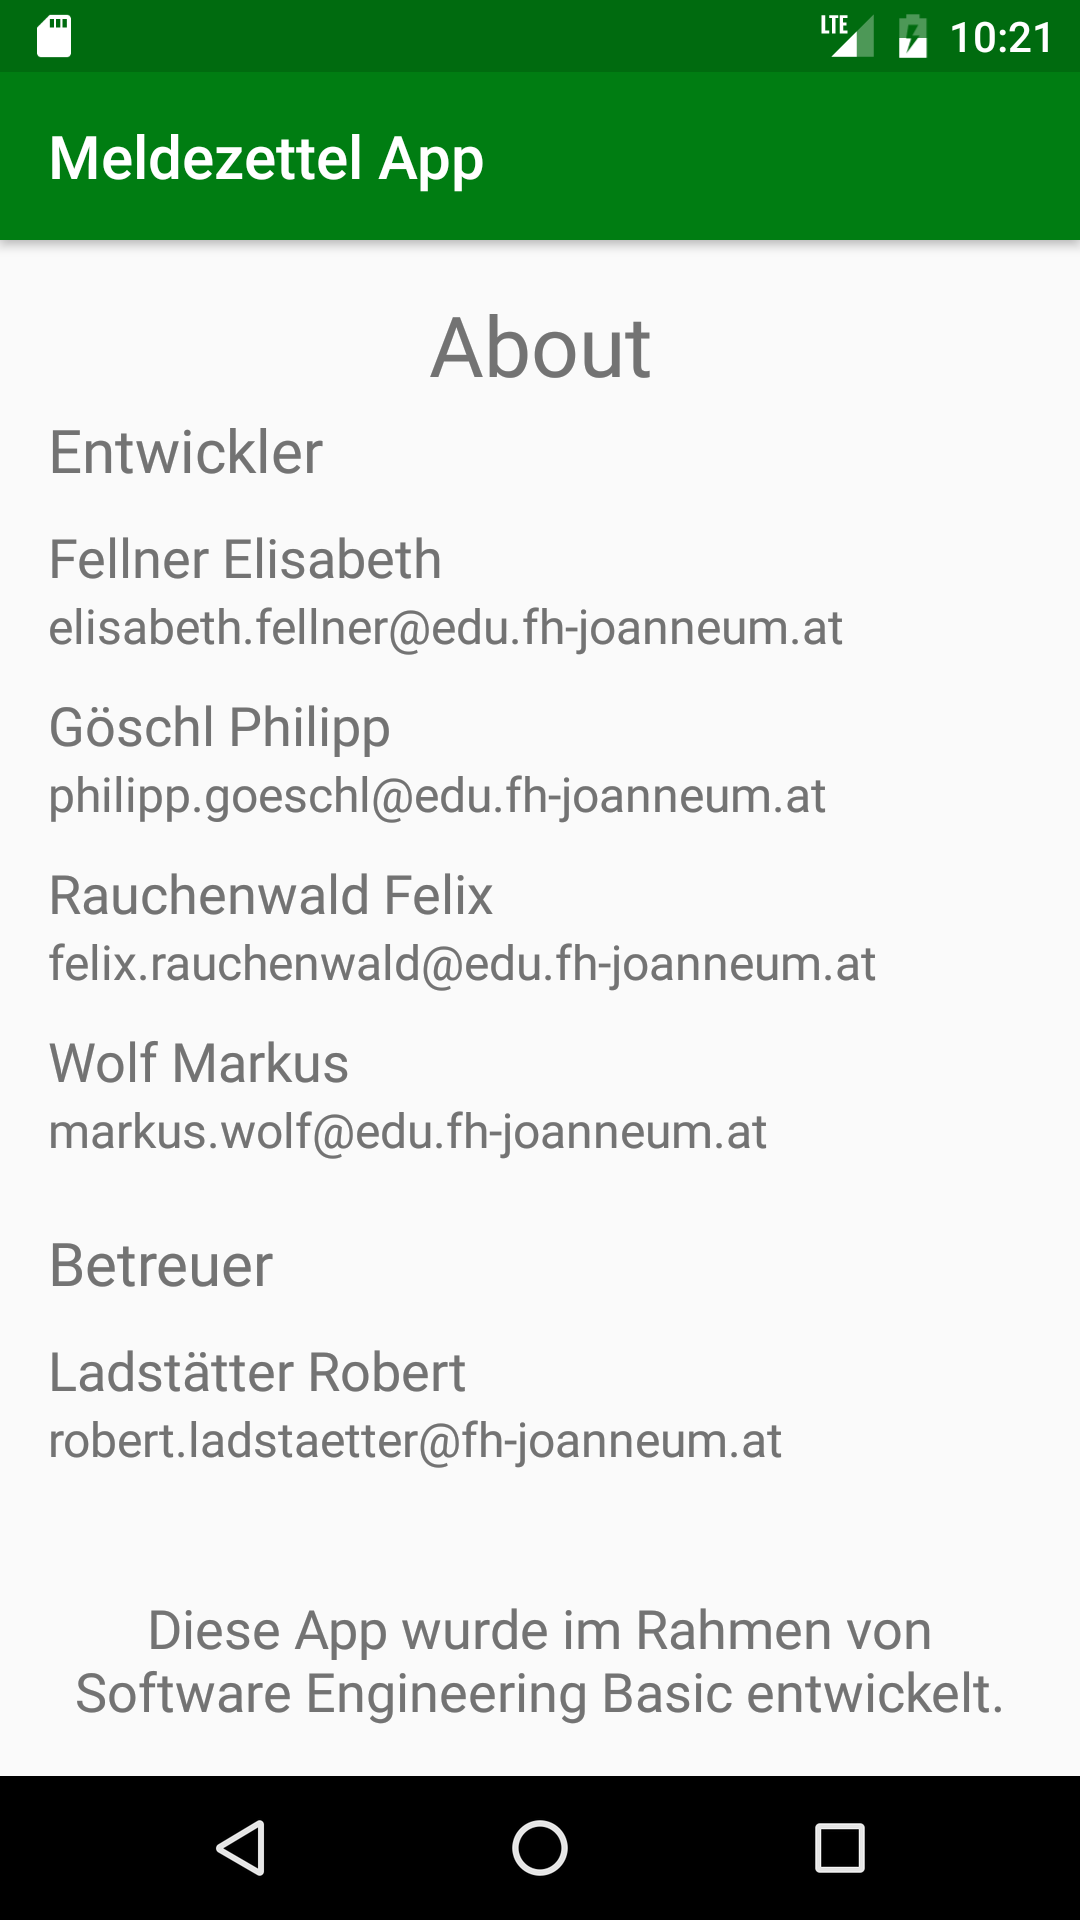 LTE 10:21
Meldezettel App
About
Entwickler
Fellner Elisabeth
elisabeth.fellner@edu.fh-joanneum.at
Göschl Philipp
philipp.goeschl@edu.fh-joanneum.at
Rauchenwald Felix
felix.rauchenwald@edu.fh-joanneum.at
Wolf Markus
markus.wolf@edu.fh-joanneum.at
Betreuer
Ladstätter Robert
robert.ladstaetter@fh-joanneum.at
Diese App wurde im Rahmen von
Software Engineering Basic entwickelt.